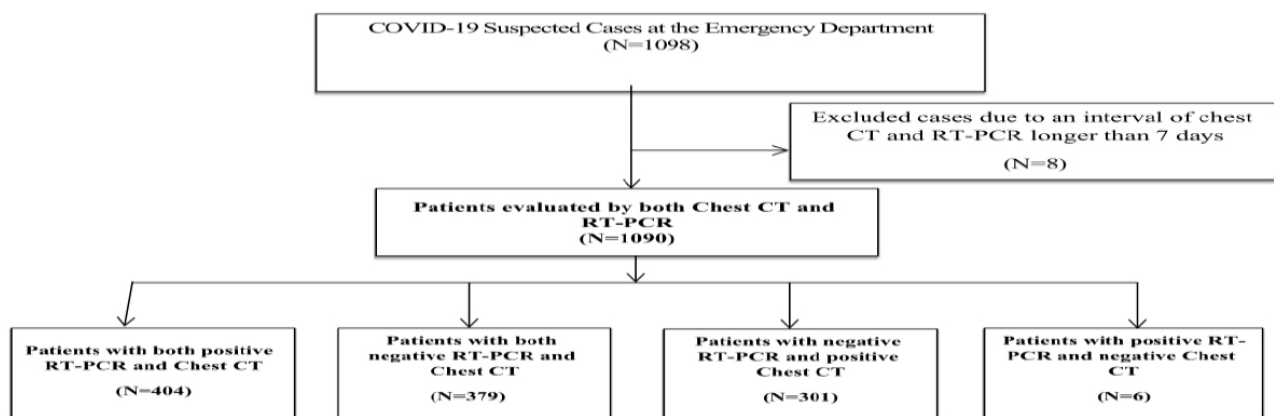 COVID-19 Suspected Cases at the Emergency Department
(N=1098)
Excluded cases due to an interval of chest
CT and RT-PCR longer than 7 days
(N=8)
Patients evaluated by both Chest CT and
RT-PCR
(N=1090)
Patients with both positive
RT-PCR and Chest CT
(N=404)
Patients with both
negative RT-PCR and
Chest CT
(N=379)
Patients with negative
RT-PCR and positive
Chest CT
(N=301)
Patients with positive RT-
PCR and negative Chest
CT
(N=6)